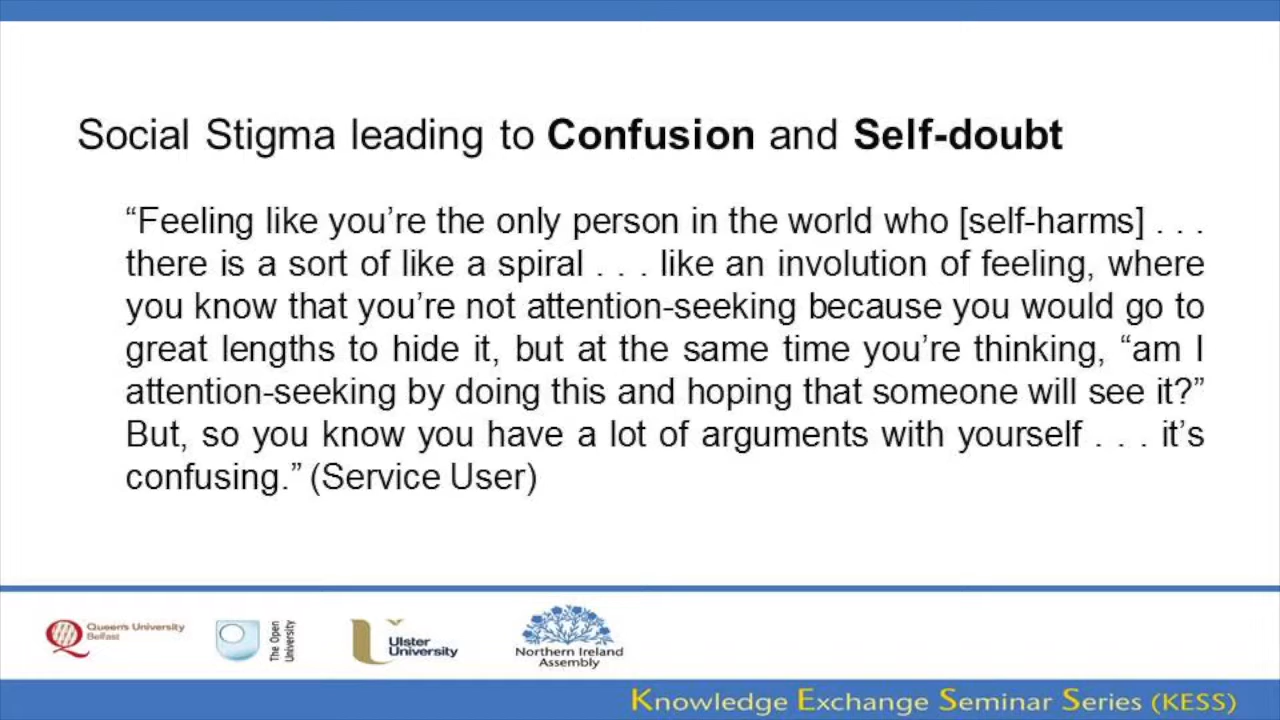 Social Stigma leading to Confusion and Self-doubt
“Feeling like you’re the only person in the world who [self-harms] . . .
there is a sort of like a spiral . . . like an involution of feeling, where
you know that you’re not attention-seeking because you would go to
great lengths to hide it, but at the same time you’re thinking, “am I
attention-seeking by doing this and hoping that someone will see it?”
But, so you know you have a lot of arguments with yourself . . . it’s
confusing.” (Service User)
Queen's University
Belfast
The Open
University
Ulster
University
Northern Ireland
Assembly
Knowledge Exchange Seminar Series (KESS)